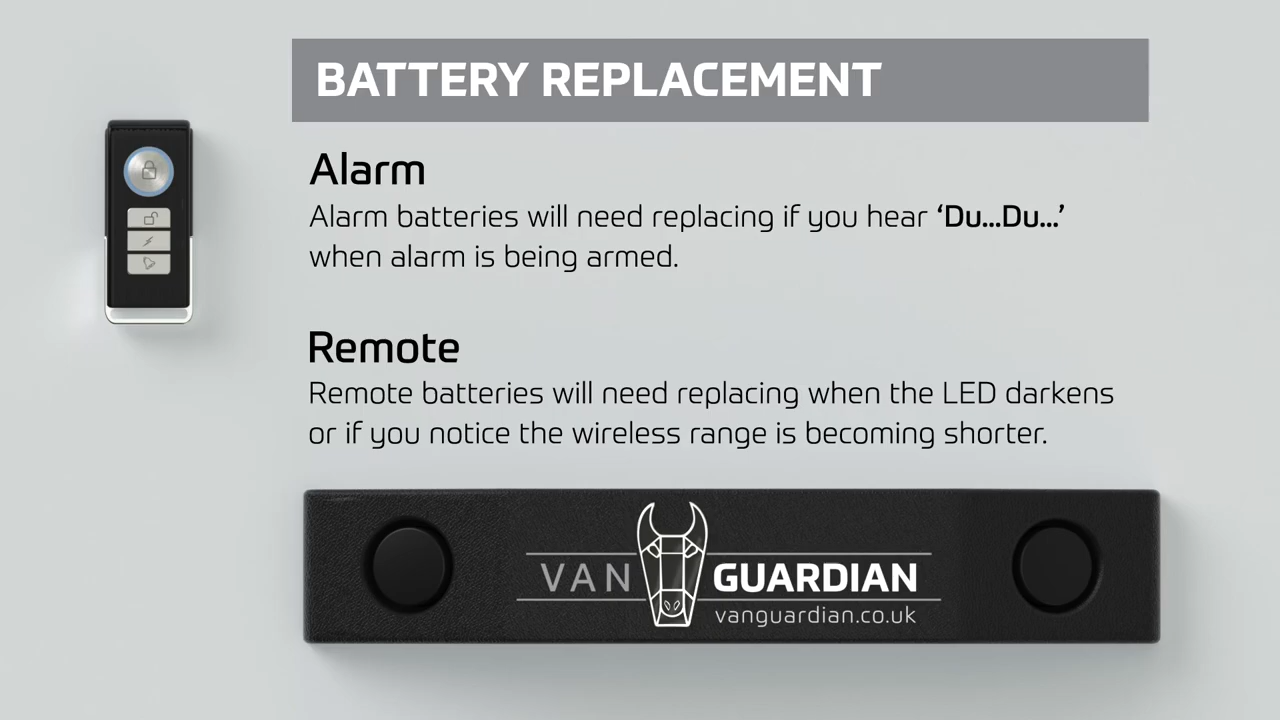 BATTERY REPLACEMENT
Alarm
Alarm batteries will need replacing if you hear ‘Du...Du...’
when alarm is being armed.
Remote
Remote batteries will need replacing when the LED darkens
or if you notice the wireless range is becoming shorter.
VAN GUARDIAN
vanguardian.co.uk